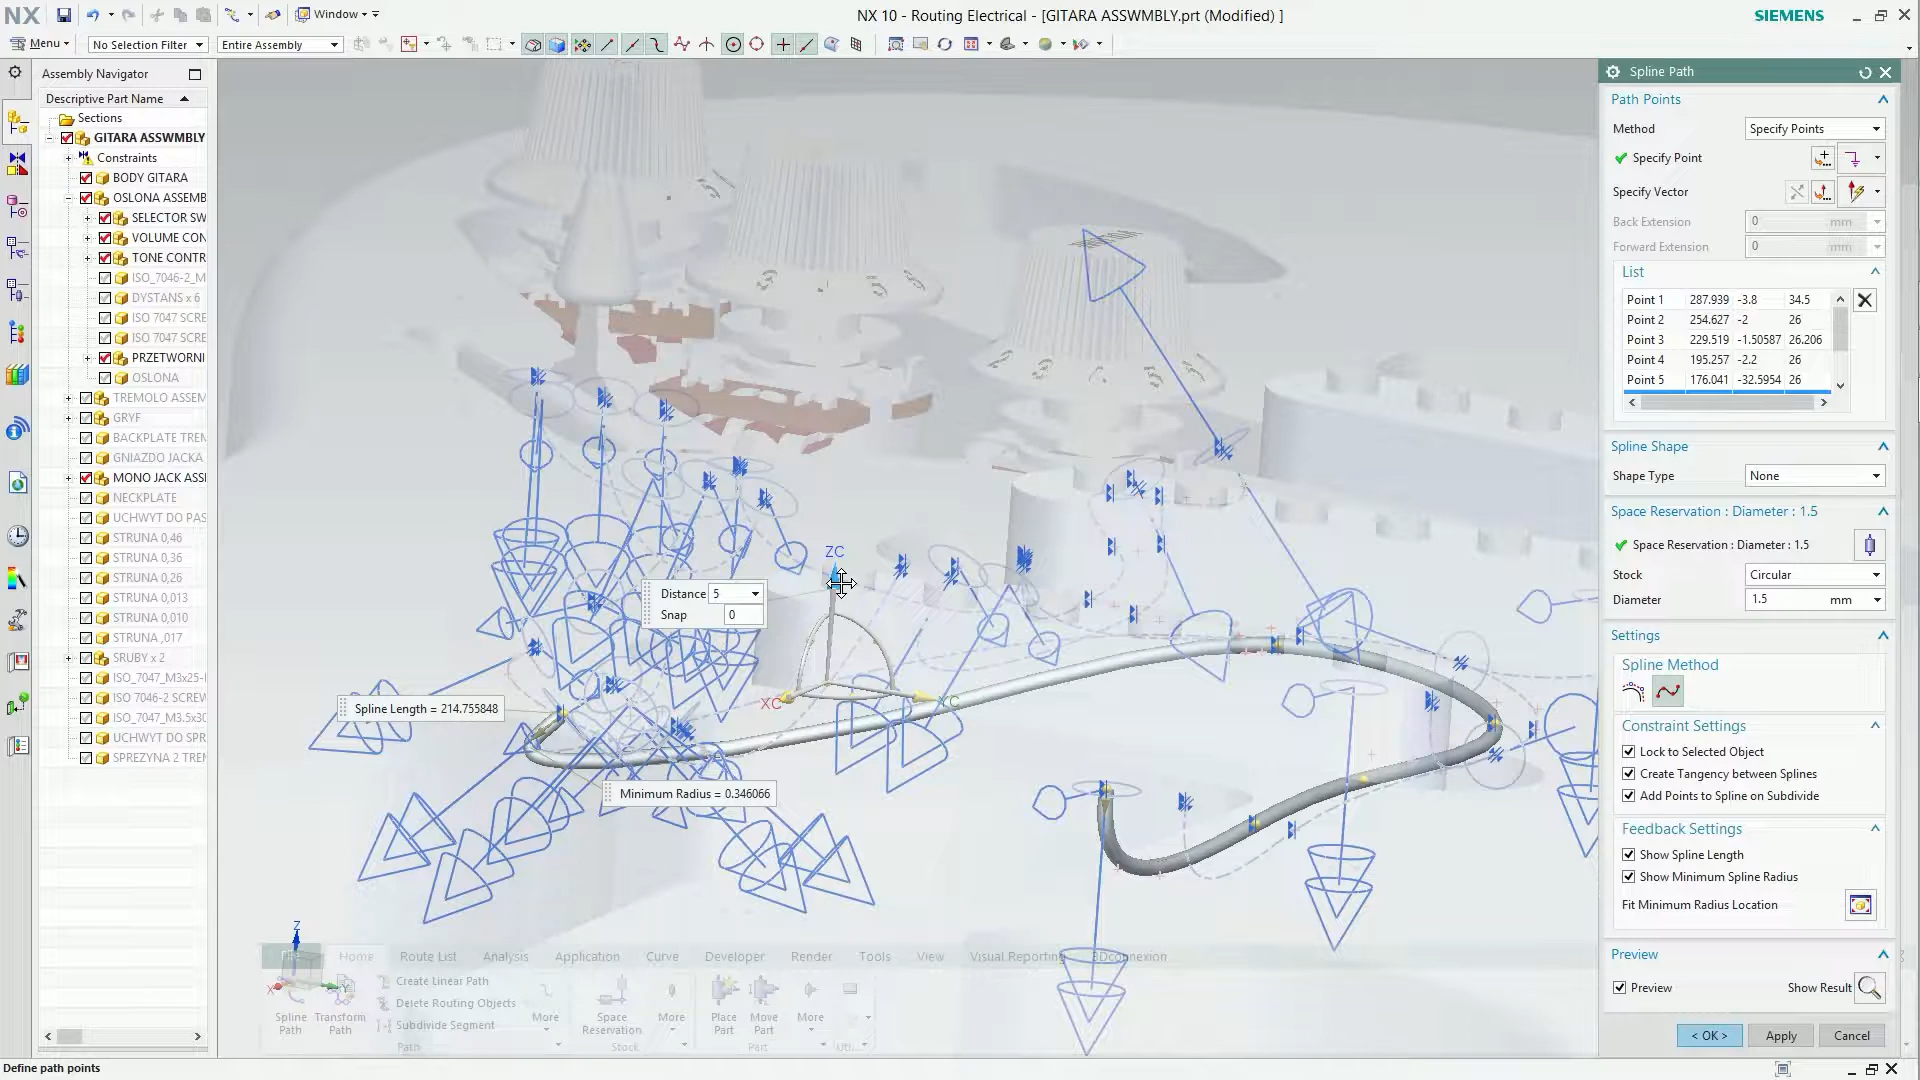 NX
Window
NX 10 - Routing Electrical - [GITARA ASSWMBLY.prt (Modified) ]
SIEMENS
Menu
No Selection Filter
Entire Assembly
Assembly Navigator
Descriptive Part Name
Sections
GITARA ASSWMBLY
Constraints
BODY GITARA
OSLONA ASSEMB
SELECTOR SW
VOLUME CON
TONE CONTR
ISO_7046-2_M
DYSTANS x 6
ISO 7047 SCRE
ISO 7047 SCRE
PRZETWORNI
OSLONA
TREMOLO ASSEM
GRYF
BACKPLATE TREM
GNIAZDO JACKA
MONO JACK ASSE
NECKPLATE
UCHWYT DO PAS
STRUNA 0,46
STRUNA 0,36
STRUNA 0,26
STRUNA 0,013
STRUNA 0,010
STRUNA ,017
SRUBY x 2
ISO_7047_M3x25-
ISO 7046-2 SCREW
ISO_7047_M3.5x30
UCHWYT DO SPR
SPREZYNA 2 TREM
ZC
Distance 5
Snap 0
XC
YC
Spline Length = 214.755848
Minimum Radius = 0.346066
Z
X
File
Home
Route List
Analysis
Application
Curve
Developer
Render
Tools
View
Visual Reporting
3Dconnexion
Create Linear Path
Delete Routing Objects
Subdivide Segment
Spline Path
Transform Path
More
Space Reservation
More
Place Part
Move Part
More
Path
Stock
Part
Uti...
Spline Path
Path Points
Method
Specify Points
Specify Point
Specify Vector
Back Extension
0 mm
Forward Extension
0 mm
List
Point 1 287.939 -3.8 34.5
Point 2 254.627 -2 26
Point 3 229.519 -1.50587 26.206
Point 4 195.257 -2.2 26
Point 5 176.041 -32.5954 26
Spline Shape
Shape Type
None
Space Reservation : Diameter : 1.5
Space Reservation : Diameter : 1.5
Stock
Circular
Diameter
1.5 mm
Settings
Spline Method
Constraint Settings
Lock to Selected Object
Create Tangency between Splines
Add Points to Spline on Subdivide
Feedback Settings
Show Spline Length
Show Minimum Spline Radius
Fit Minimum Radius Location
Preview
Preview
Show Result
< OK >
Apply
Cancel
Define path points